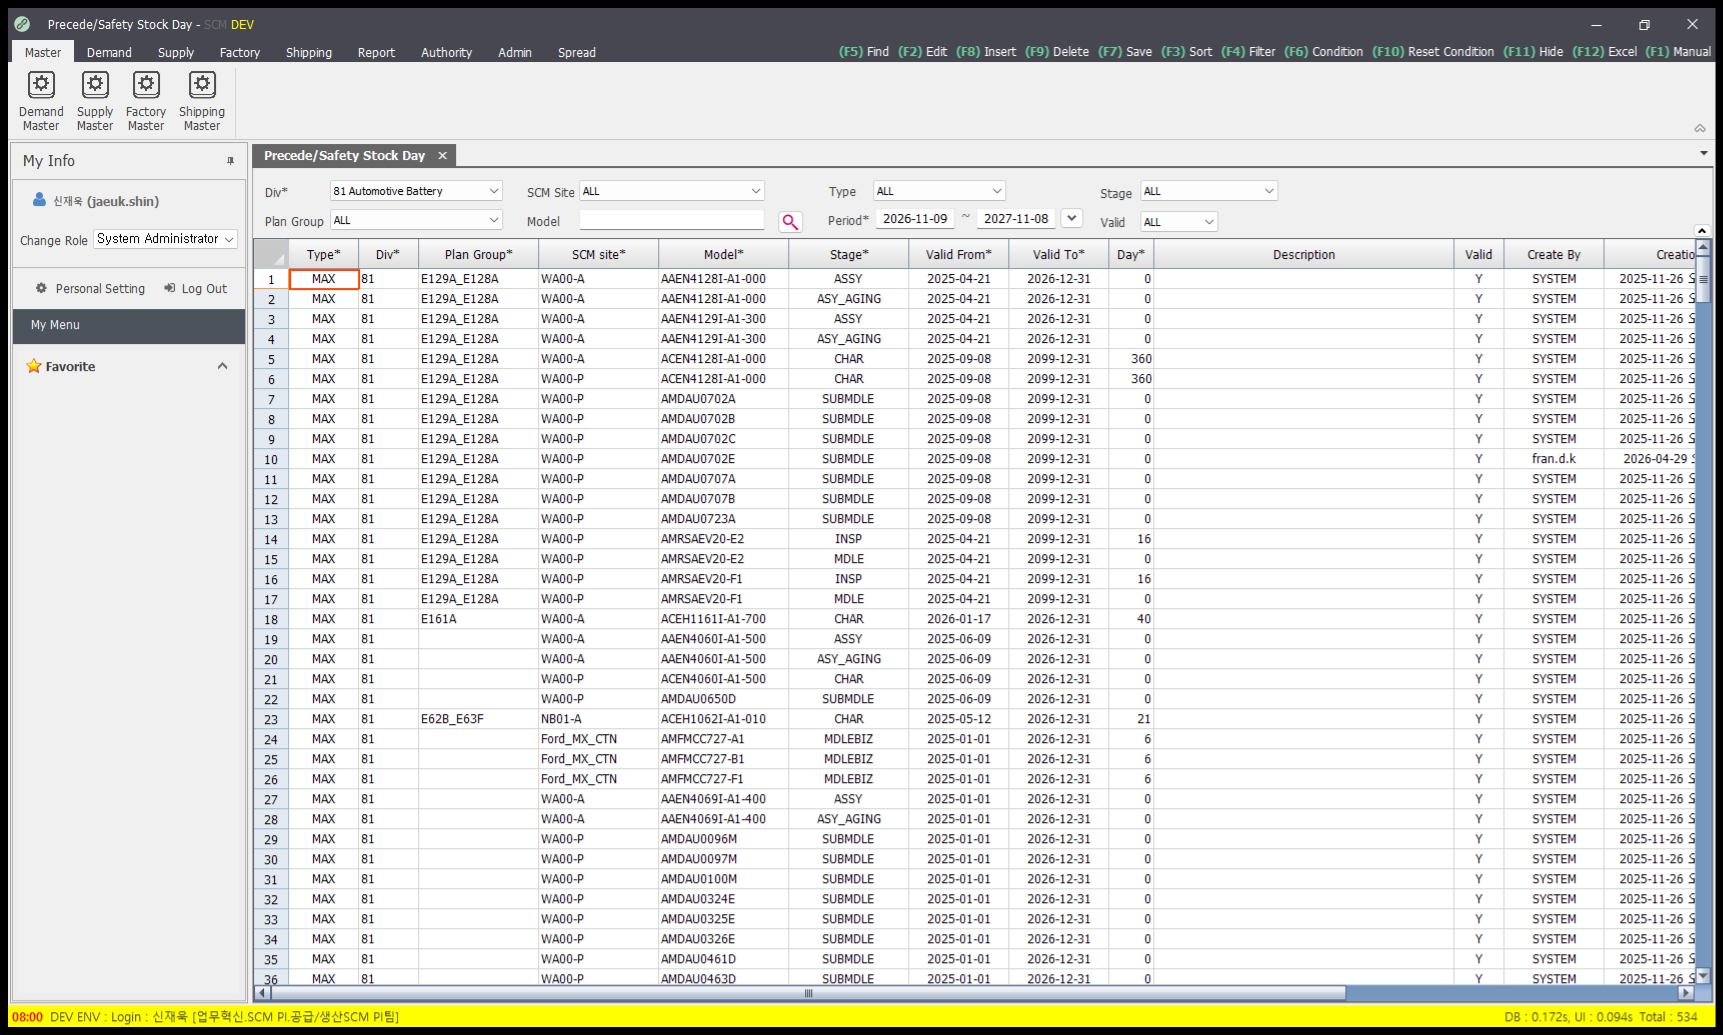 Precede/Safety Stock Day - SCM DEV
Master Demand Supply Factory Shipping Report Authority Admin Spread (F5) Find (F2) Edit (F8) Insert (F9) Delete (F7) Save (F3) Sort (F4) Filter (F6) Condition (F10) Reset Condition (F11) Hide (F12) Excel (F1) Manual
Demand Master Supply Master Factory Master Shipping Master
My Info
신재욱 (jaeuk.shin)
Change Role System Administrator
Personal Setting Log Out
My Menu
Favorite
Precede/Safety Stock Day
Div* 81 Automotive Battery SCM Site ALL Type ALL Stage ALL
Plan Group ALL Model Period* 2026-11-09 ~ 2027-11-08 Valid ALL
Type* Div* Plan Group* SCM site* Model* Stage* Valid From* Valid To* Day* Description Valid Create By Creatio
1 MAX 81 E129A_E128A WA00-A AAEN4128I-A1-000 ASSY 2025-04-21 2026-12-31 0 Y SYSTEM 2025-11-26
2 MAX 81 E129A_E128A WA00-A AAEN4128I-A1-000 ASY_AGING 2025-04-21 2026-12-31 0 Y SYSTEM 2025-11-26
3 MAX 81 E129A_E128A WA00-A AAEN4129I-A1-300 ASSY 2025-04-21 2026-12-31 0 Y SYSTEM 2025-11-26
4 MAX 81 E129A_E128A WA00-A AAEN4129I-A1-300 ASY_AGING 2025-04-21 2026-12-31 0 Y SYSTEM 2025-11-26
5 MAX 81 E129A_E128A WA00-A ACEN4128I-A1-000 CHAR 2025-09-08 2099-12-31 360 Y SYSTEM 2025-11-26
6 MAX 81 E129A_E128A WA00-P ACEN4128I-A1-000 CHAR 2025-09-08 2099-12-31 360 Y SYSTEM 2025-11-26
7 MAX 81 E129A_E128A WA00-P AMDAU0702A SUBMDLE 2025-09-08 2099-12-31 0 Y SYSTEM 2025-11-26
8 MAX 81 E129A_E128A WA00-P AMDAU0702B SUBMDLE 2025-09-08 2099-12-31 0 Y SYSTEM 2025-11-26
9 MAX 81 E129A_E128A WA00-P AMDAU0702C SUBMDLE 2025-09-08 2099-12-31 0 Y SYSTEM 2025-11-26
10 MAX 81 E129A_E128A WA00-P AMDAU0702E SUBMDLE 2025-09-08 2099-12-31 0 Y fran.d.k 2026-04-29
11 MAX 81 E129A_E128A WA00-P AMDAU0707A SUBMDLE 2025-09-08 2099-12-31 0 Y SYSTEM 2025-11-26
12 MAX 81 E129A_E128A WA00-P AMDAU0707B SUBMDLE 2025-09-08 2099-12-31 0 Y SYSTEM 2025-11-26
13 MAX 81 E129A_E128A WA00-P AMDAU0723A SUBMDLE 2025-09-08 2099-12-31 0 Y SYSTEM 2025-11-26
14 MAX 81 E129A_E128A WA00-P AMRSAEV20-E2 INSP 2025-04-21 2099-12-31 16 Y SYSTEM 2025-11-26
15 MAX 81 E129A_E128A WA00-P AMRSAEV20-E2 MDLE 2025-04-21 2099-12-31 0 Y SYSTEM 2025-11-26
16 MAX 81 E129A_E128A WA00-P AMRSAEV20-F1 INSP 2025-04-21 2099-12-31 16 Y SYSTEM 2025-11-26
17 MAX 81 E129A_E128A WA00-P AMRSAEV20-F1 MDLE 2025-04-21 2099-12-31 0 Y SYSTEM 2025-11-26
18 MAX 81 E161A WA00-A ACEH1161I-A1-700 CHAR 2026-01-17 2026-12-31 40 Y SYSTEM 2025-11-26
19 MAX 81 WA00-A AAEN4060I-A1-500 ASSY 2025-06-09 2026-12-31 0 Y SYSTEM 2025-11-26
20 MAX 81 WA00-A AAEN4060I-A1-500 ASY_AGING 2025-06-09 2026-12-31 0 Y SYSTEM 2025-11-26
21 MAX 81 WA00-P ACEN4060I-A1-500 CHAR 2025-06-09 2026-12-31 0 Y SYSTEM 2025-11-26
22 MAX 81 WA00-P AMDAU0650D SUBMDLE 2025-06-09 2026-12-31 0 Y SYSTEM 2025-11-26
23 MAX 81 E62B_E63F NB01-A ACEH1062I-A1-010 CHAR 2025-05-12 2026-12-31 21 Y SYSTEM 2025-11-26
24 MAX 81 Ford_MX_CTN AMFMCC727-A1 MDLEBIZ 2025-01-01 2026-12-31 6 Y SYSTEM 2025-11-26
25 MAX 81 Ford_MX_CTN AMFMCC727-B1 MDLEBIZ 2025-01-01 2026-12-31 6 Y SYSTEM 2025-11-26
26 MAX 81 Ford_MX_CTN AMFMCC727-F1 MDLEBIZ 2025-01-01 2026-12-31 6 Y SYSTEM 2025-11-26
27 MAX 81 WA00-A AAEN4069I-A1-400 ASSY 2025-01-01 2026-12-31 0 Y SYSTEM 2025-11-26
28 MAX 81 WA00-A AAEN4069I-A1-400 ASY_AGING 2025-01-01 2026-12-31 0 Y SYSTEM 2025-11-26
29 MAX 81 WA00-P AMDAU0096M SUBMDLE 2025-01-01 2026-12-31 0 Y SYSTEM 2025-11-26
30 MAX 81 WA00-P AMDAU0097M SUBMDLE 2025-01-01 2026-12-31 0 Y SYSTEM 2025-11-26
31 MAX 81 WA00-P AMDAU0100M SUBMDLE 2025-01-01 2026-12-31 0 Y SYSTEM 2025-11-26
32 MAX 81 WA00-P AMDAU0324E SUBMDLE 2025-01-01 2026-12-31 0 Y SYSTEM 2025-11-26
33 MAX 81 WA00-P AMDAU0325E SUBMDLE 2025-01-01 2026-12-31 0 Y SYSTEM 2025-11-26
34 MAX 81 WA00-P AMDAU0326E SUBMDLE 2025-01-01 2026-12-31 0 Y SYSTEM 2025-11-26
35 MAX 81 WA00-P AMDAU0461D SUBMDLE 2025-01-01 2026-12-31 0 Y SYSTEM 2025-11-26
36 MAX 81 WA00-P AMDAU0463D SUBMDLE 2025-01-01 2026-12-31 0 Y SYSTEM 2025-11-26
08:00 DEV ENV : Login : 신재욱 [업무혁신.SCM PI.공급/생산SCM PI팀] DB : 0.172s, UI : 0.094s Total : 534